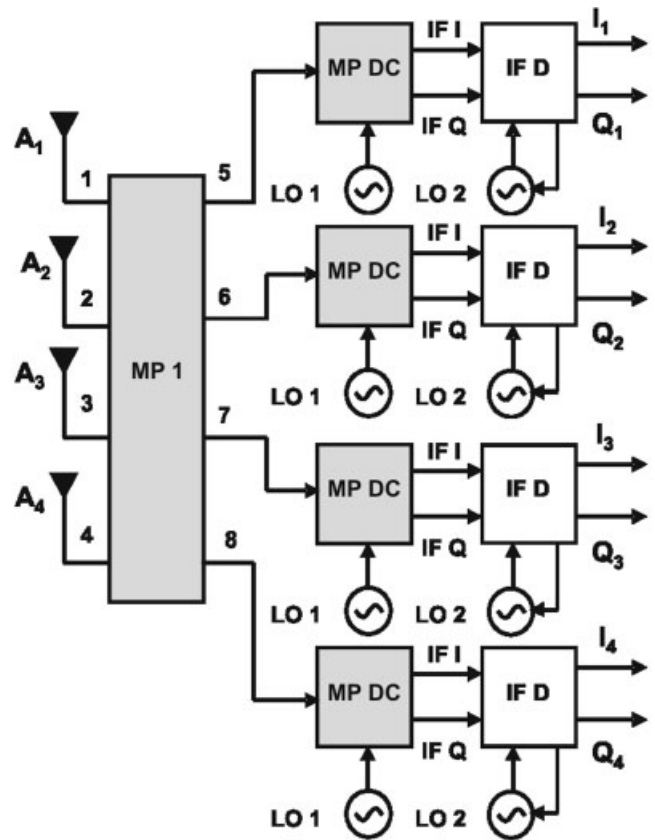 IF I
I₁
MP DC
IF D
A₁
5
IF Q
Q₁
1
LO 1
LO 2
IF I
I₂
A₂
MP DC
IF D
6
2
IF Q
Q₂
MP 1
LO 1
LO 2
A₃
3
7
IF I
I₃
MP DC
IF D
A₄
IF Q
Q₃
4
8
LO 1
LO 2
IF I
I₄
MP DC
IF D
IF Q
Q₄
LO 1
LO 2